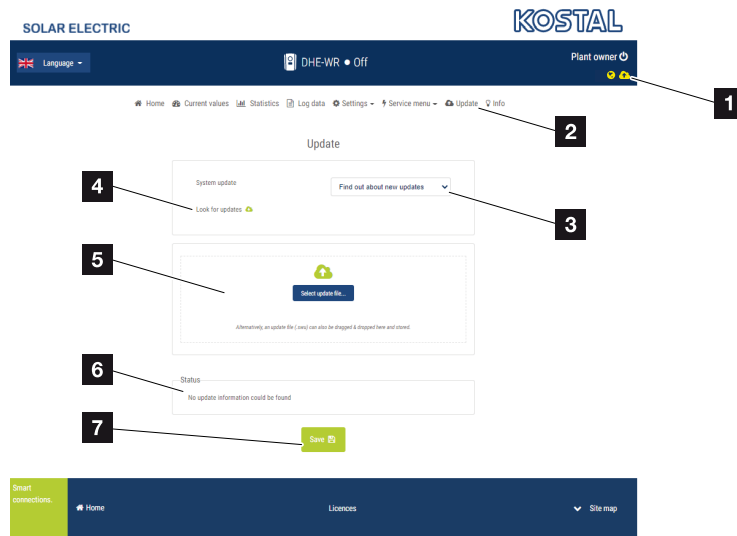 SOLAR ELECTRIC
KOSTAL
Language
DHE-WR ● Off
Plant owner
1
Home Current values Statistics Log data Settings Service menu Update Info
2
Update
4
System update
Find out about new updates
Look for updates
3
5
Select update file...
Alternatively, an update file (.swu) can also be dragged & dropped here and stored.
6
Status
No update information could be found
7
Save
Smart
connections.
Home
Licences
Site map